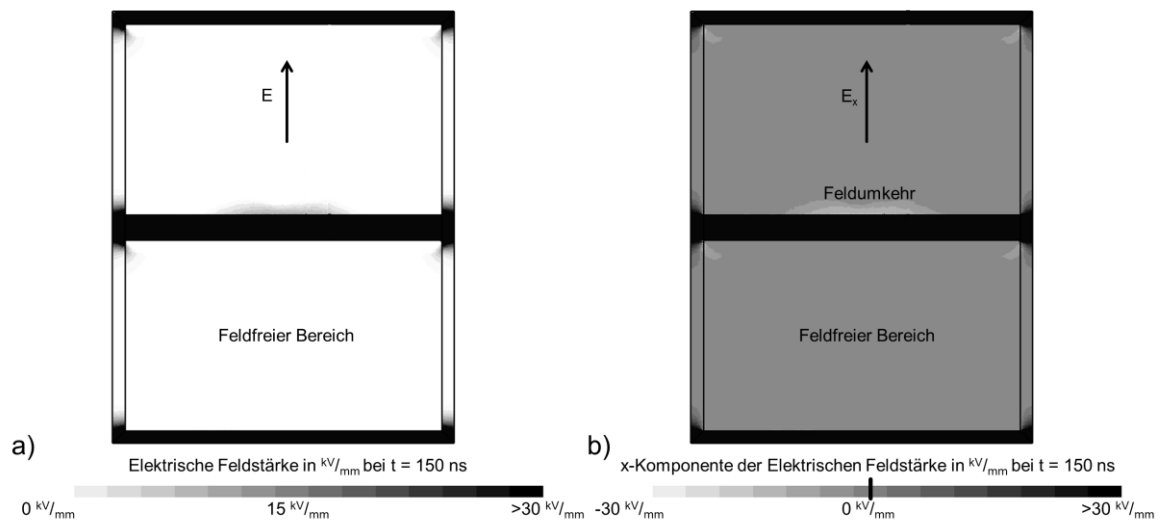 E
E_x
Feldumkehr
Feldfreier Bereich
Feldfreier Bereich
a)
b)
Elektrische Feldstärke in kV/mm bei t = 150 ns
x-Komponente der Elektrischen Feldstärke in kV/mm bei t = 150 ns
0 kV/mm
15 kV/mm
>30 kV/mm
-30 kV/mm
0 kV/mm
>30 kV/mm